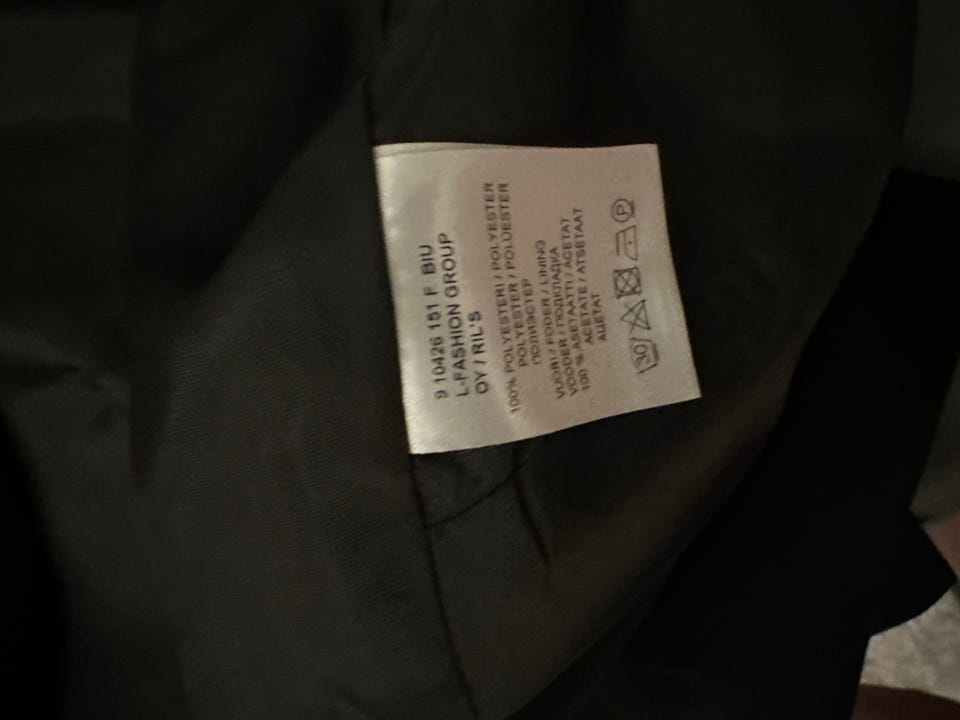 9 10426 151 F BIU
L-FASHION GROUP
OY / RIL'S
100% POLYESTERI / POLYESTER
POLYESTER / POLÜESTER
ПОЛИЭСТЕР
VUORI / FODER / LINING
VOODER / ПОДКЛАДКА
100 % ASETAATTI / ACETAT
ACETATE / ATSETAAT
АЦЕТАТ
30 P